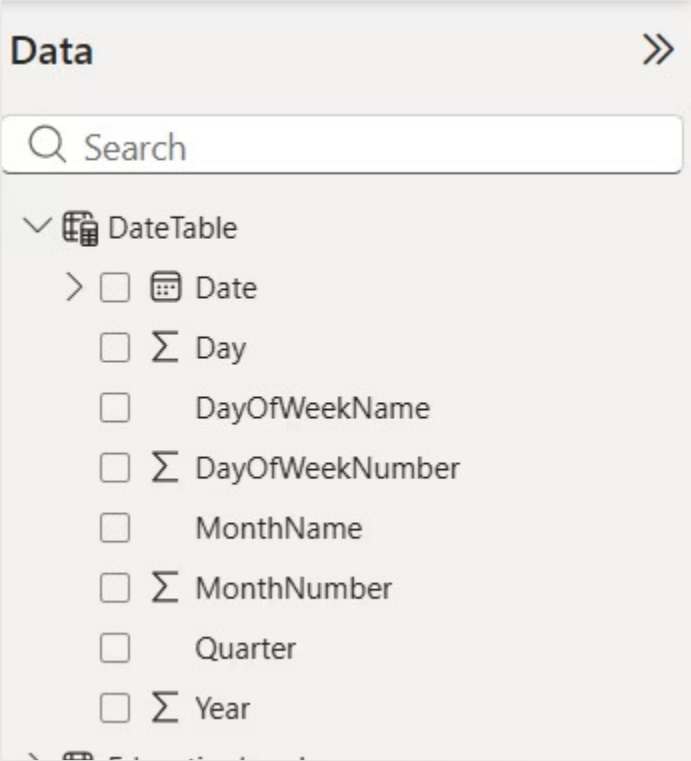 Data
Search
DateTable
Date
Day
DayOfWeekName
DayOfWeekNumber
MonthName
MonthNumber
Quarter
Year